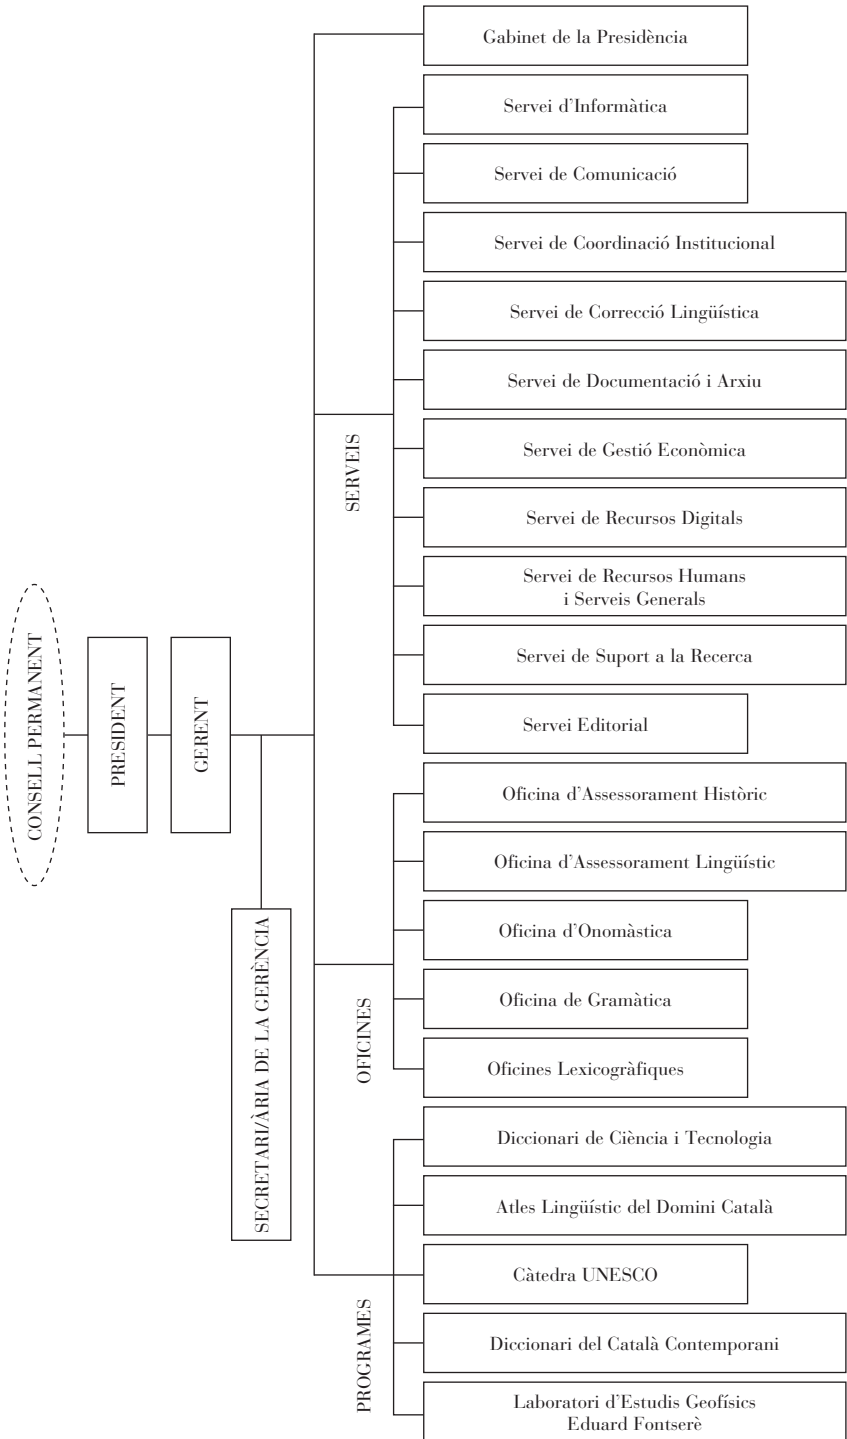 CONSELL PERMANENT
PRESIDENT
GERENT
SECRETARI/ÀRIA DE LA GERÈNCIA
Gabinet de la Presidència
SERVEIS
Servei d’Informàtica
Servei de Comunicació
Servei de Coordinació Institucional
Servei de Correcció Lingüística
Servei de Documentació i Arxiu
Servei de Gestió Econòmica
Servei de Recursos Digitals
Servei de Recursos Humans
i Serveis Generals
Servei de Suport a la Recerca
Servei Editorial
OFICINES
Oficina d’Assessorament Històric
Oficina d’Assessorament Lingüístic
Oficina d’Onomàstica
Oficina de Gramàtica
Oficines Lexicogràfiques
PROGRAMES
Diccionari de Ciència i Tecnologia
Atles Lingüístic del Domini Català
Càtedra UNESCO
Diccionari del Català Contemporani
Laboratori d'Estudis Geofísics
Eduard Fontserè